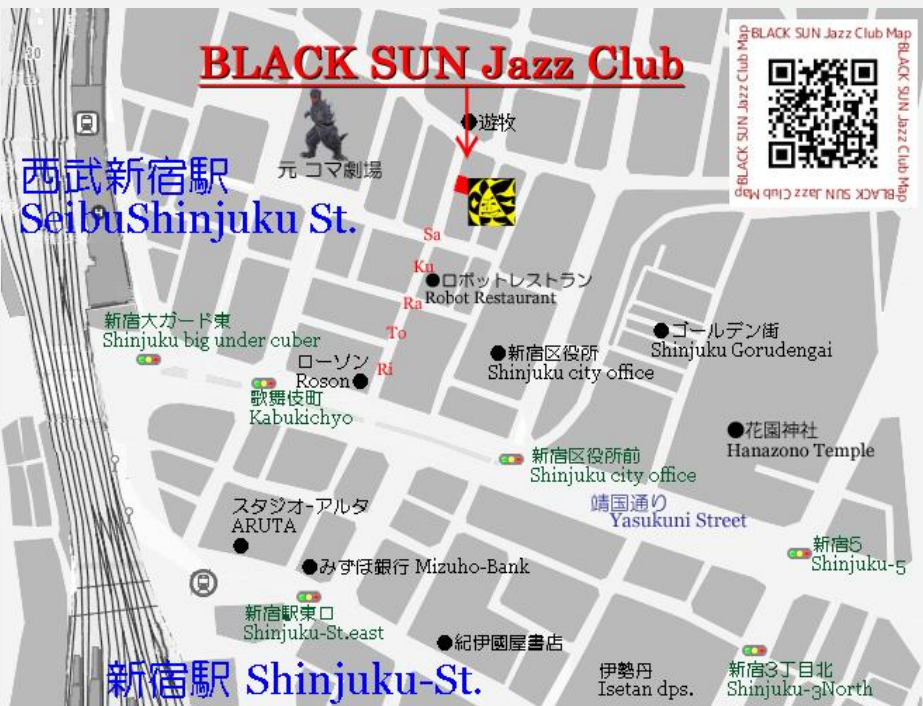 BLACK SUN Jazz Club
BLACK SUN Jazz Club Map
BLACK SUN Jazz Club Map
BLACK SUN Jazz Club Map
BLACK SUN Jazz Club Map
30
遊牧
元 コマ劇場
西武新宿駅
SeibuShinjuku St.
Sa
Ku
Ra
To
Ri
ロボットレストラン
Robot Restaurant
新宿大ガード東
Shinjuku big under cuber
ローソン
Roson
歌舞伎町
Kabukichyo
新宿区役所
Shinjuku city office
ゴールデン街
Shinjuku Gorudengai
花園神社
Hanazono Temple
新宿区役所前
Shinjuku city office
靖国通り
Yasukuni Street
スタジオ-アルタ
ARUTA
みずほ銀行 Mizuho-Bank
新宿5
Shinjuku-5
新宿駅東口
Shinjuku-St.east
紀伊國屋書店
新宿駅 Shinjuku-St.
伊勢丹
Isetan dps.
新宿3丁目北
Shinjuku-3North